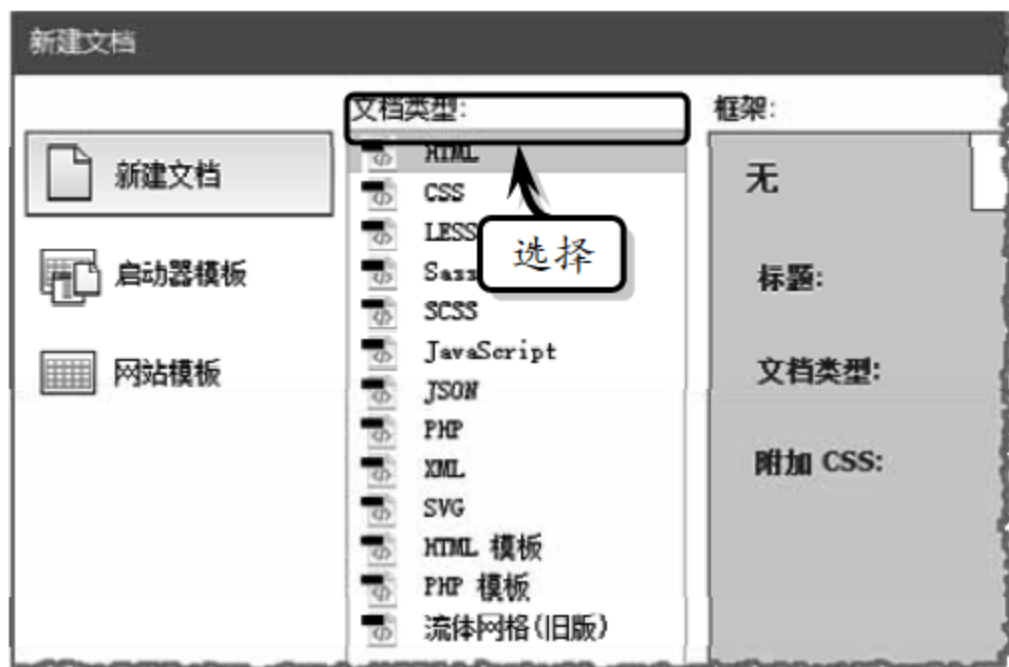 新建文档
新建文档
启动器模板
网站模板
文档类型:
HTML
CSS
LESS
Sass
SCSS
JavaScript
JSON
PHP
XML
SVG
HTML 模板
PHP 模板
流体网格(旧版)
选择
框架:
无
标题:
文档类型:
附加 CSS: